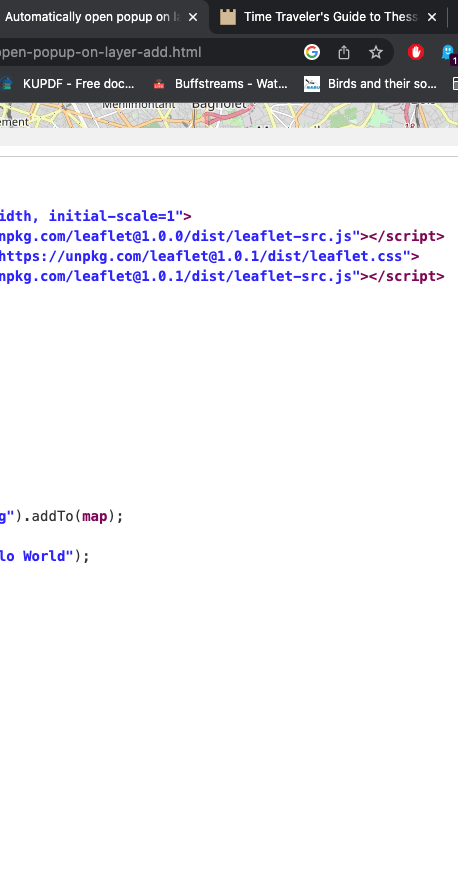 Automatically open popup on l
Time Traveler's Guide to Thess
open-popup-on-layer-add.html
KUPDF - Free doc...
Buffstreams - Wat...
Birds and their so...
Ménilmontant
Bagnolet
ement
idth, initial-scale=1">
npkg.com/leaflet@1.0.0/dist/leaflet-src.js"></script>
https://unpkg.com/leaflet@1.0.1/dist/leaflet.css">
npkg.com/leaflet@1.0.1/dist/leaflet-src.js"></script>
g").addTo(map);
lo World");